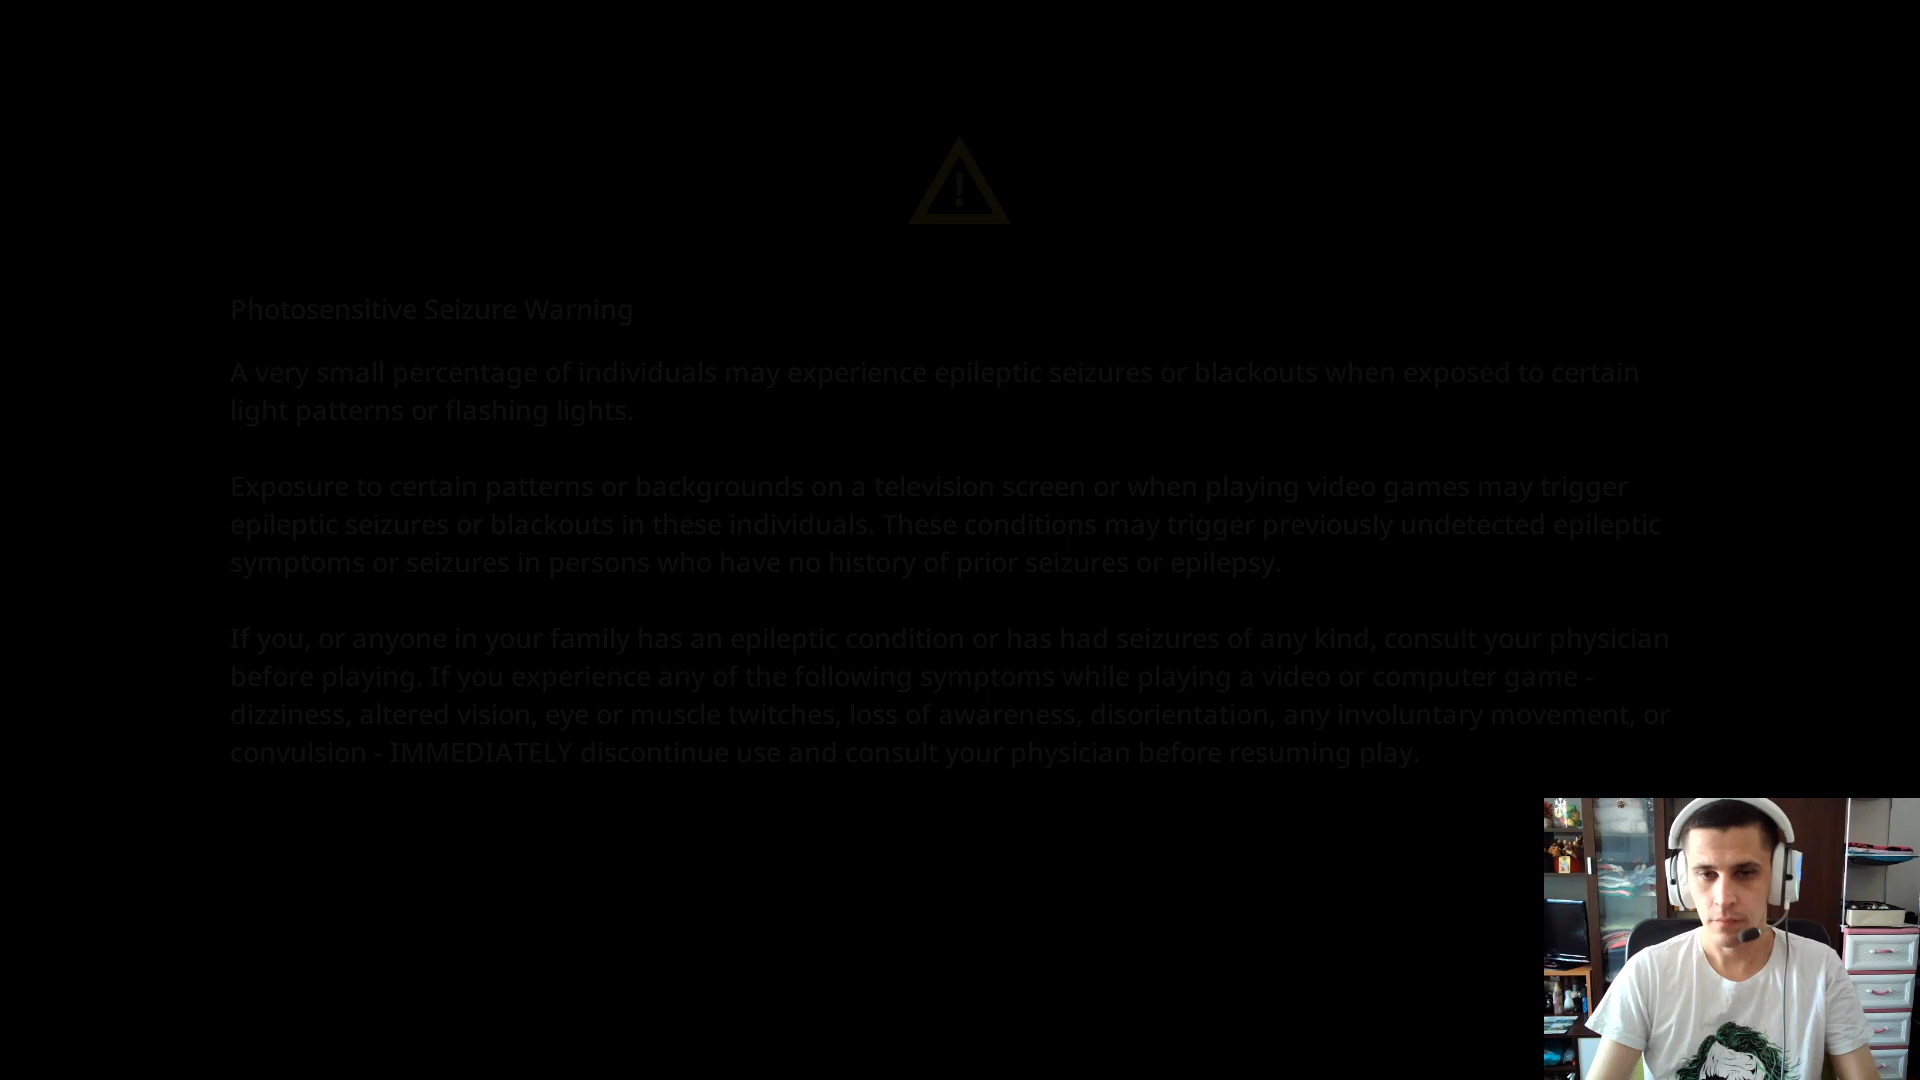 Photosensitive Seizure Warning
A very small percentage of individuals may experience epileptic seizures or blackouts when exposed to certain
light patterns or flashing lights.
Exposure to certain patterns or backgrounds on a television screen or when playing video games may trigger
epileptic seizures or blackouts in these individuals. These conditions may trigger previously undetected epileptic
symptoms or seizures in persons who have no history of prior seizures or epilepsy.
If you, or anyone in your family has an epileptic condition or has had seizures of any kind, consult your physician
before playing. If you experience any of the following symptoms while playing a video or computer game -
dizziness, altered vision, eye or muscle twitches, loss of awareness, disorientation, any involuntary movement, or
convulsion - IMMEDIATELY discontinue use and consult your physician before resuming play.